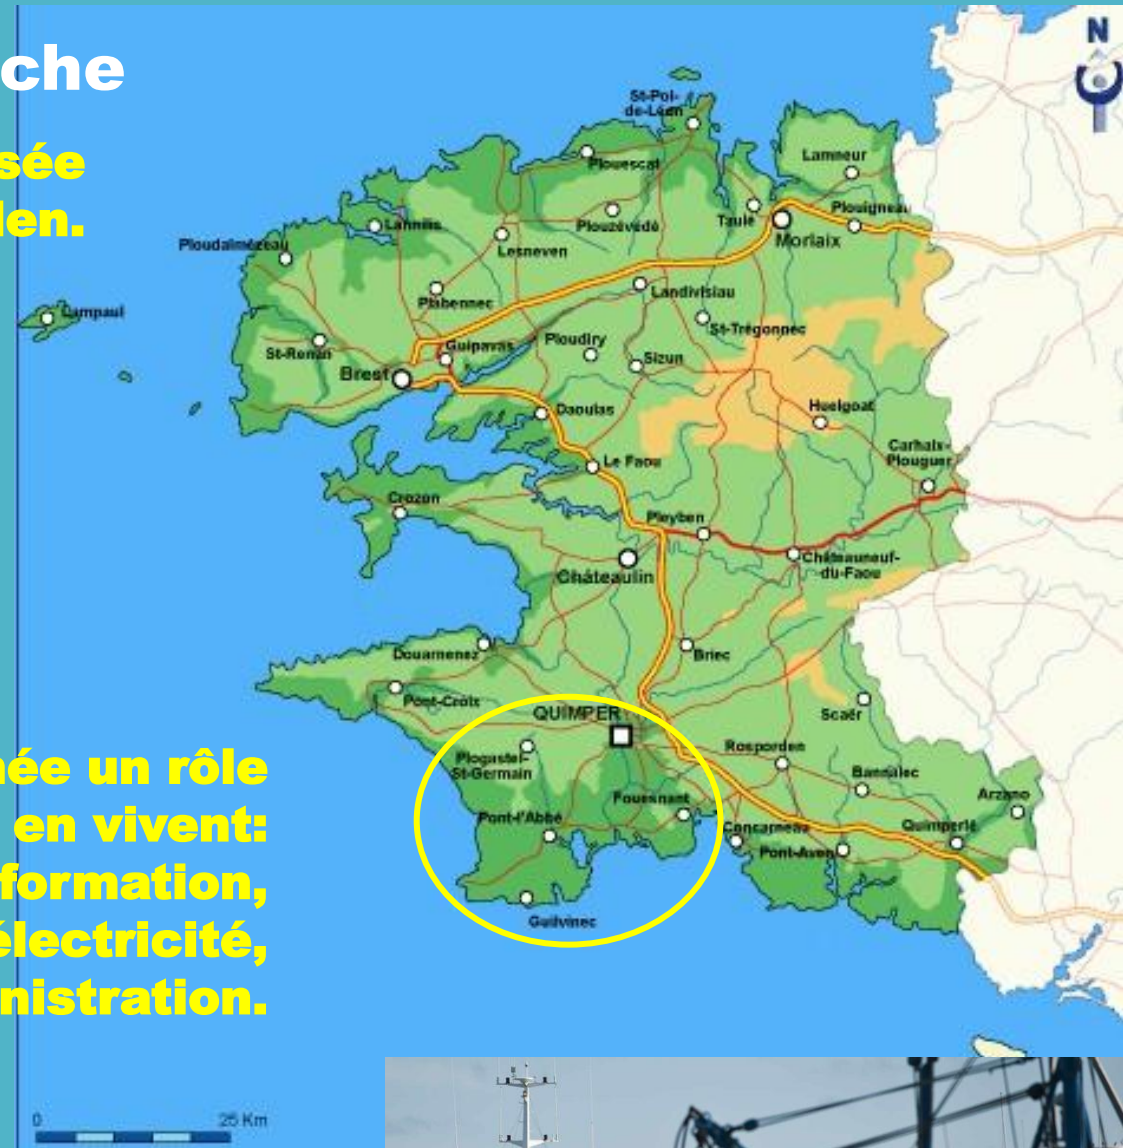 che
sée
len.
née un rôle
en vivent:
formation,
électricité,
nistration.
N
St-Pol-
de-Léon
Plouescat
Lamneur
Lannilis
Plouzévédé
Taulé
Plouigneau
Ploudalmézeau
Lesneven
Morlaix
Plabennec
Landivisiau
Lampaul
St-Trégonnec
St-Renan
Guipavas
Ploudiry
Sizun
Brest
Daoulas
Huelgoat
Carhaix-
Plouguer
Le Faou
Crozon
Pleyben
Châteaulin
Châteauneuf-
du-Faou
Douarnenez
Briec
Pont-Croix
QUIMPER
Scaër
Plogastel-
St-Germain
Rosporden
Bannalec
Fouesnant
Arzano
Pont-l'Abbé
Concarneau
Quimperlé
Pont-Aven
Guilvinec
0 25 Km